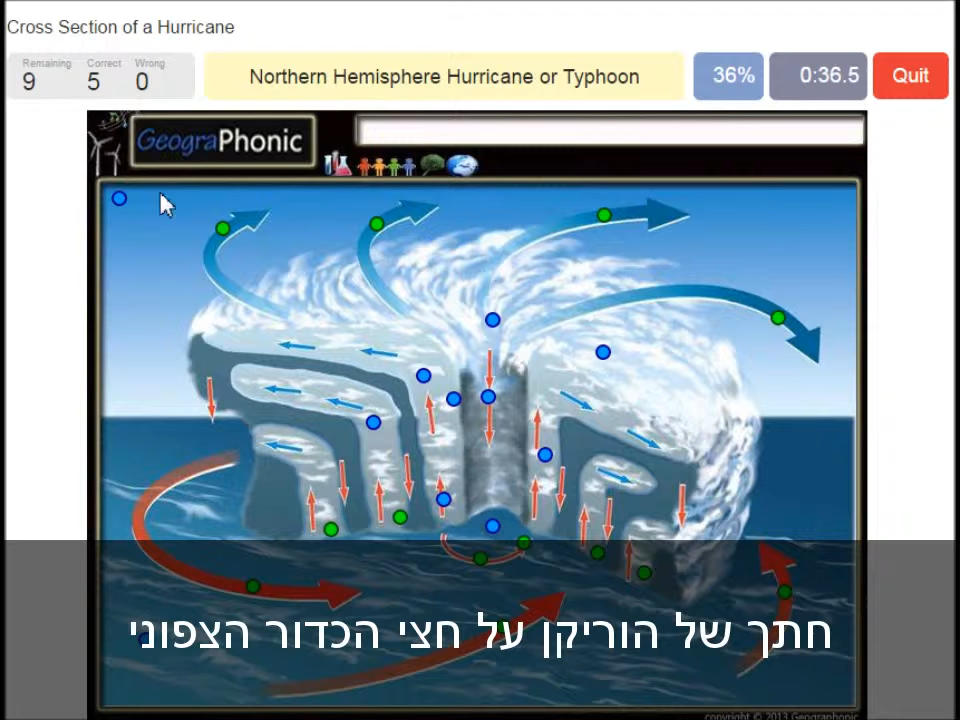 Cross Section of a Hurricane
Remaining Correct Wrong
9 5 0
Northern Hemisphere Hurricane or Typhoon
36%
0:36.5
Quit
GeograPhonic
חתך של הוריקן על חצי הכדור הצפוני
copyright © 2013 Geographonic